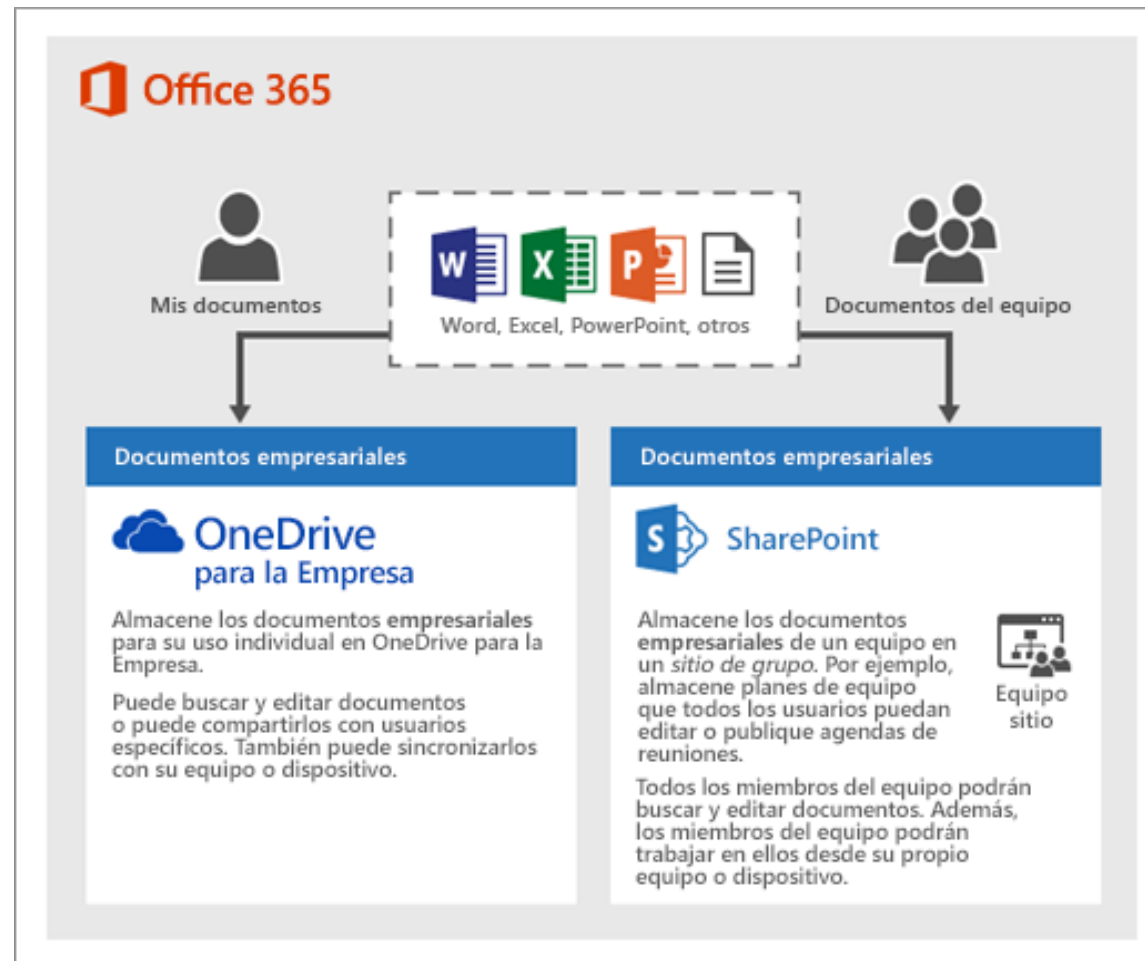 Office 365
Mis documentos
W
X
P
Word, Excel, PowerPoint, otros
Documentos del equipo
Documentos empresariales
OneDrive
para la Empresa
Almacene los documentos empresariales
para su uso individual en OneDrive para la
Empresa.
Puede buscar y editar documentos
o puede compartirlos con usuarios
específicos. También puede sincronizarlos
con su equipo o dispositivo.
Documentos empresariales
S
SharePoint
Almacene los documentos
empresariales de un equipo en
un sitio de grupo. Por ejemplo,
almacene planes de equipo
que todos los usuarios puedan
editar o publique agendas de
reuniones.
Equipo
sitio
Todos los miembros del equipo podrán
buscar y editar documentos. Además,
los miembros del equipo podrán
trabajar en ellos desde su propio
equipo o dispositivo.